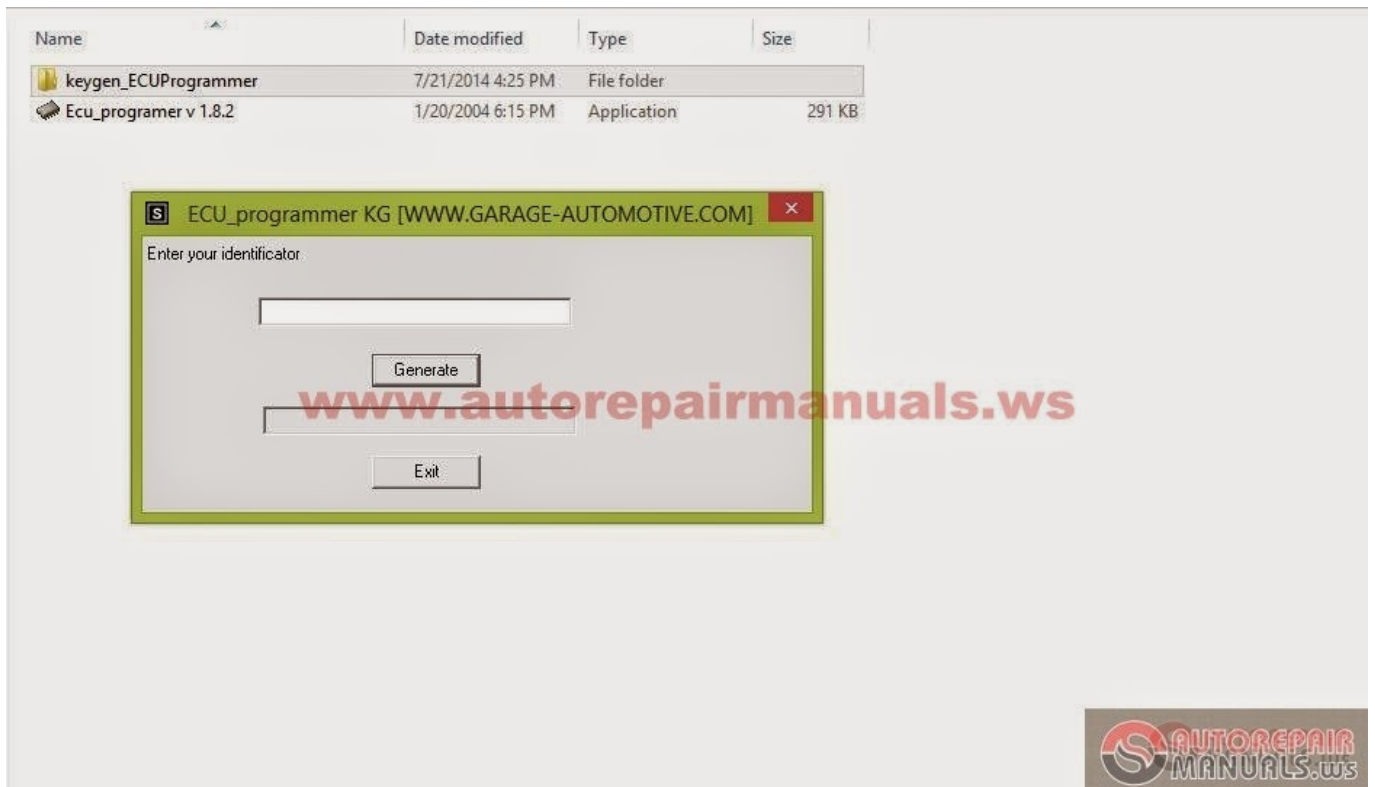 Name Date modified Type Size
keygen_ECUProgrammer 7/21/2014 4:25 PM File folder
Ecu_programer v 1.8.2 1/20/2004 6:15 PM Application 291 KB
S ECU_programmer KG [WWW.GARAGE-AUTOMOTIVE.COM]
Enter your identificator
Generate
www.autorepairmanuals.ws
Exit
AUTOREPAIR
MANUALS.WS